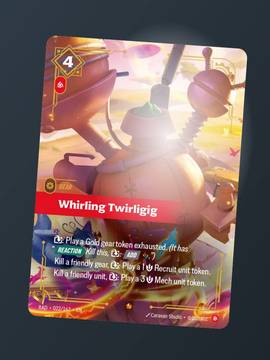 4
GEAR
Whirling Twirligig
: Play a Gold gear token exhausted. (It has
REACTION Kill this, : ADD .)
Kill a friendly gear, : Play a 1 Recruit unit token.
Kill a friendly unit, : Play a 3 Mech unit token.
Caravan Studio